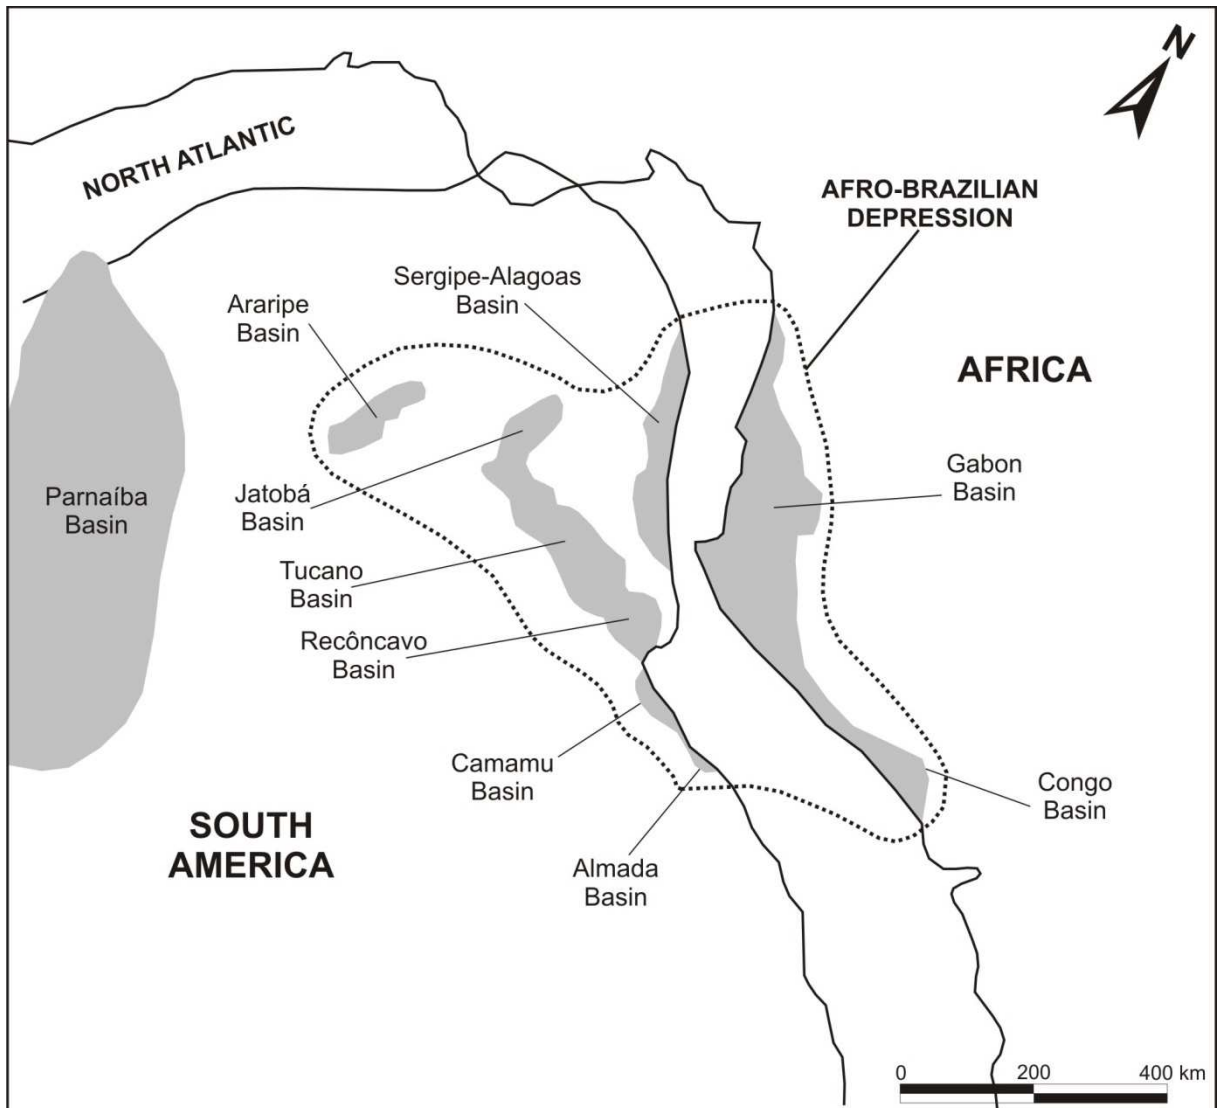 N
NORTH ATLANTIC
AFRO-BRAZILIAN
DEPRESSION
Sergipe-Alagoas
Basin
Araripe
Basin
AFRICA
Gabon
Basin
Parnaíba
Basin
Jatobá
Basin
Tucano
Basin
Recôncavo
Basin
Camamu
Basin
Congo
Basin
SOUTH
AMERICA
Almada
Basin
0 200 400 km